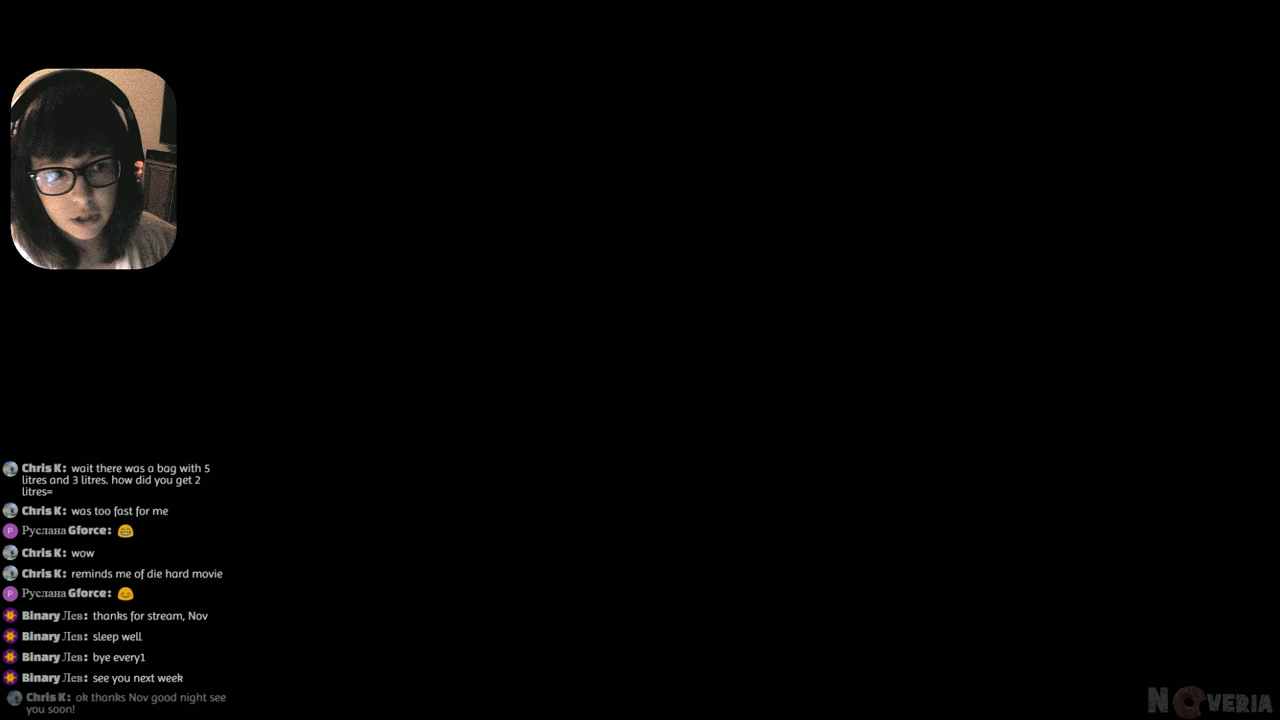 Chris K: wait there was a bag with 5
litres and 3 litres. how did you get 2
litres=
Chris K: was too fast for me
P Руслана Gforce: 😁
Chris K: wow
Chris K: reminds me of die hard movie
P Руслана Gforce: 😊
Binary Лев: thanks for stream, Nov
Binary Лев: sleep well
Binary Лев: bye every1
Binary Лев: see you next week
Chris K: ok thanks Nov good night see
you soon!
NOVERIA